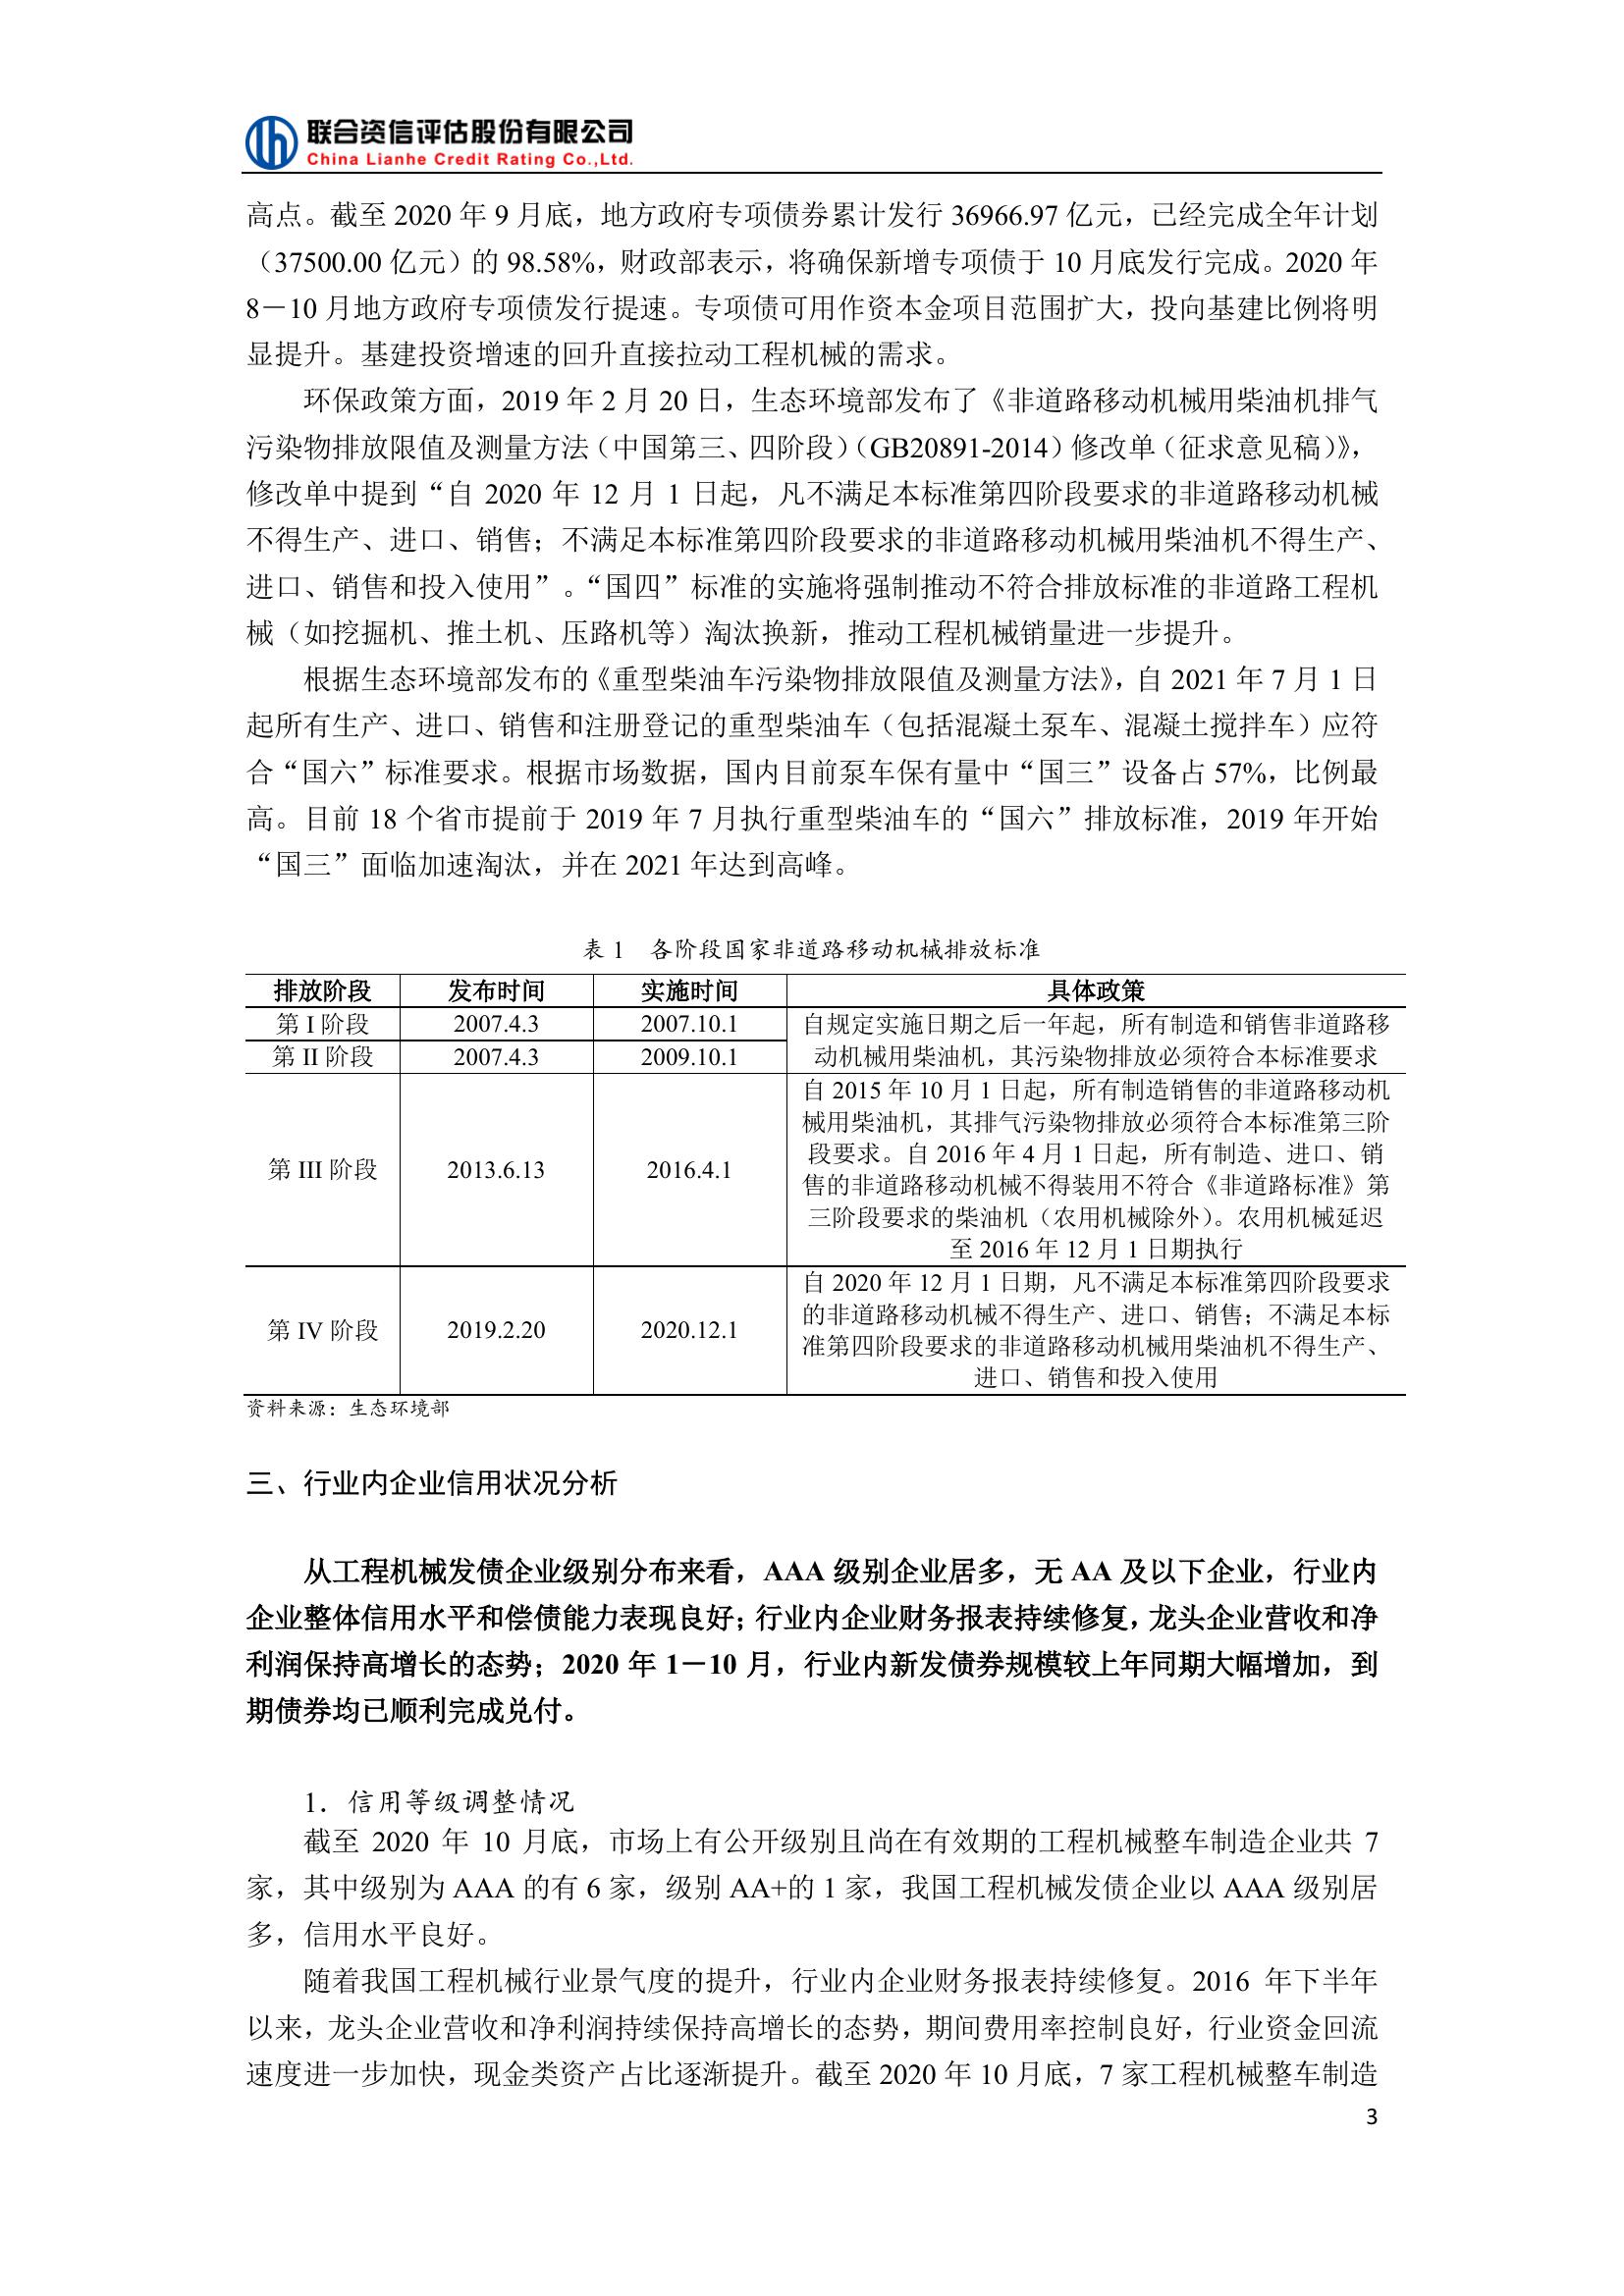 联合资信评估股份有限公司
China Lianhe Credit Rating Co.,Ltd.
高点。截至 2020 年 9 月底，地方政府专项债券累计发行 36966.97 亿元，已经完成全年计划
（37500.00 亿元）的 98.58%，财政部表示，将确保新增专项债于 10 月底发行完成。2020 年
8－10 月地方政府专项债发行提速。专项债可用作资本金项目范围扩大，投向基建比例将明
显提升。基建投资增速的回升直接拉动工程机械的需求。
环保政策方面，2019 年 2 月 20 日，生态环境部发布了《非道路移动机械用柴油机排气
污染物排放限值及测量方法（中国第三、四阶段）（GB20891-2014）修改单（征求意见稿）》，
修改单中提到“自 2020 年 12 月 1 日起，凡不满足本标准第四阶段要求的非道路移动机械
不得生产、进口、销售；不满足本标准第四阶段要求的非道路移动机械用柴油机不得生产、
进口、销售和投入使用”。“国四”标准的实施将强制推动不符合排放标准的非道路工程机
械（如挖掘机、推土机、压路机等）淘汰换新，推动工程机械销量进一步提升。
根据生态环境部发布的《重型柴油车污染物排放限值及测量方法》，自 2021 年 7 月 1 日
起所有生产、进口、销售和注册登记的重型柴油车（包括混凝土泵车、混凝土搅拌车）应符
合“国六”标准要求。根据市场数据，国内目前泵车保有量中“国三”设备占 57%，比例最
高。目前 18 个省市提前于 2019 年 7 月执行重型柴油车的“国六”排放标准，2019 年开始
“国三”面临加速淘汰，并在 2021 年达到高峰。
表 1　各阶段国家非道路移动机械排放标准
排放阶段 发布时间 实施时间 具体政策
第 I 阶段 2007.4.3 2007.10.1 自规定实施日期之后一年起，所有制造和销售非道路移
第 II 阶段 2007.4.3 2009.10.1 动机械用柴油机，其污染物排放必须符合本标准要求
自 2015 年 10 月 1 日起，所有制造销售的非道路移动机
械用柴油机，其排气污染物排放必须符合本标准第三阶
段要求。自 2016 年 4 月 1 日起，所有制造、进口、销
第 III 阶段 2013.6.13 2016.4.1 售的非道路移动机械不得装用不符合《非道路标准》第
三阶段要求的柴油机（农用机械除外）。农用机械延迟
至 2016 年 12 月 1 日期执行
自 2020 年 12 月 1 日期，凡不满足本标准第四阶段要求
的非道路移动机械不得生产、进口、销售；不满足本标
第 IV 阶段 2019.2.20 2020.12.1 准第四阶段要求的非道路移动机械用柴油机不得生产、
进口、销售和投入使用
资料来源：生态环境部
三、行业内企业信用状况分析
从工程机械发债企业级别分布来看，AAA 级别企业居多，无 AA 及以下企业，行业内
企业整体信用水平和偿债能力表现良好；行业内企业财务报表持续修复，龙头企业营收和净
利润保持高增长的态势；2020 年 1－10 月，行业内新发债券规模较上年同期大幅增加，到
期债券均已顺利完成兑付。
1．信用等级调整情况
截至 2020 年 10 月底，市场上有公开级别且尚在有效期的工程机械整车制造企业共 7
家，其中级别为 AAA 的有 6 家，级别 AA+的 1 家，我国工程机械发债企业以 AAA 级别居
多，信用水平良好。
随着我国工程机械行业景气度的提升，行业内企业财务报表持续修复。2016 年下半年
以来，龙头企业营收和净利润持续保持高增长的态势，期间费用率控制良好，行业资金回流
速度进一步加快，现金类资产占比逐渐提升。截至 2020 年 10 月底，7 家工程机械整车制造
3